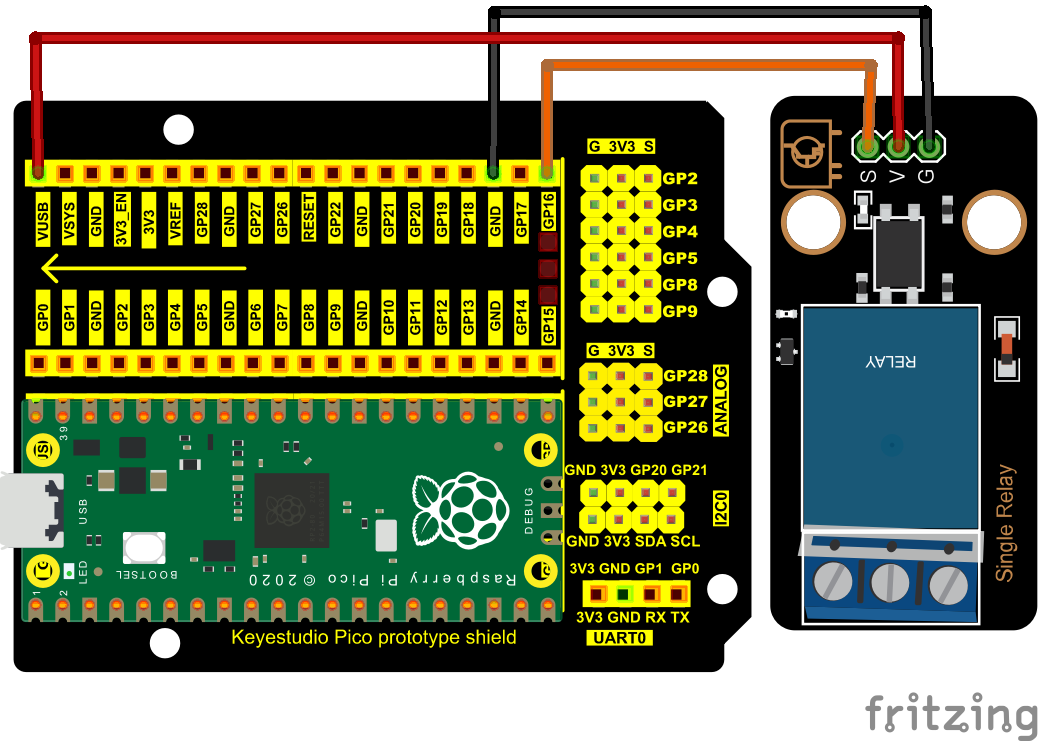 G 3V3 S
GP2
GP3
GP4
GP5
GP8
GP9
S V G
VUSB VSYS GND 3V3_EN 3V3 VREF GP28 GND GP27 GP26 RESET GP22 GND GP21 GP20 GP19 GP18 GND GP17 GP16
GP0 GP1 GND GP2 GP3 GP4 GP5 GND GP6 GP7 GP8 GP9 GND GP10 GP11 GP12 GP13 GND GP14 GP15
G 3V3 S
GP28
GP27
GP26
ANALOG
RELAY
39
USB
DEBUG
GND 3V3 GP20 GP21
I2C0
GND 3V3 SDA SCL
LED
BOOTSEL
Raspberry Pi Pico © 2020
1 2
3V3 GND GP1 GP0
3V3 GND RX TX
UART0
Keyestudio Pico prototype shield
Single Relay
fritzing